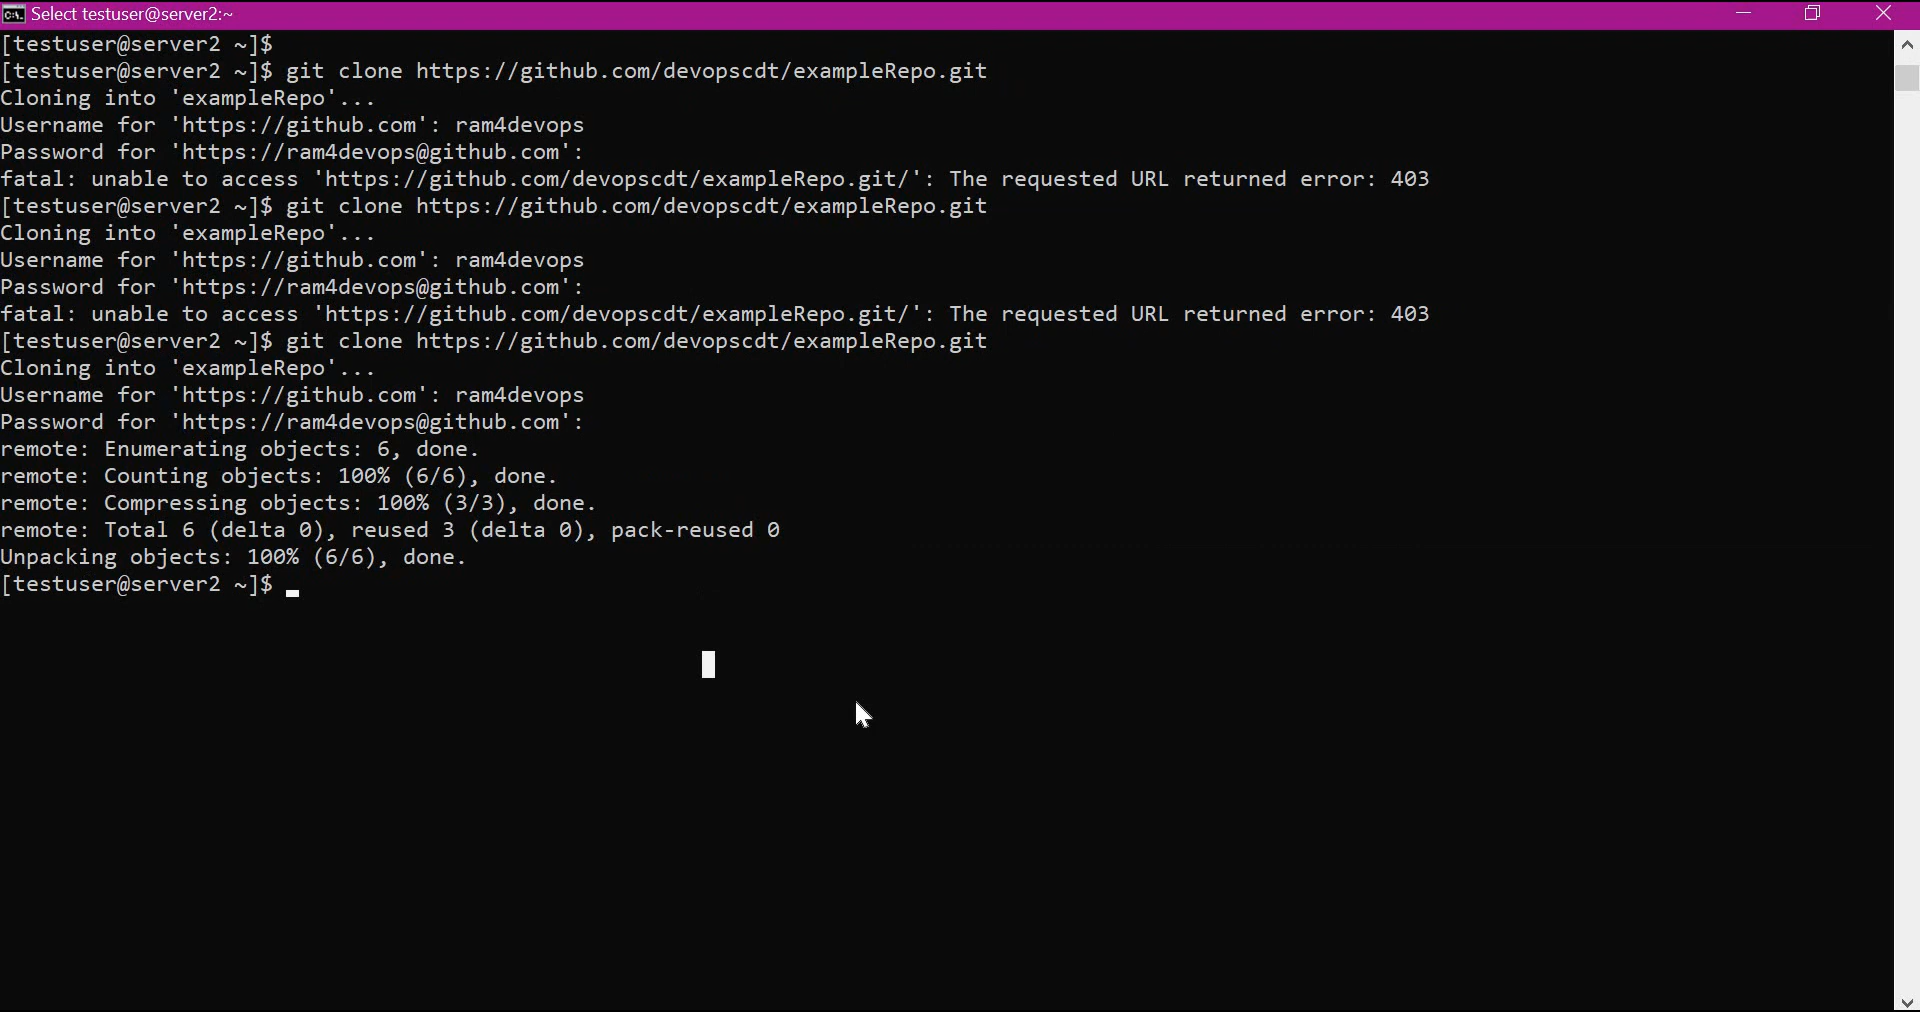 Select testuser@server2:~
[testuser@server2 ~]$
[testuser@server2 ~]$ git clone https://github.com/devopscdt/exampleRepo.git
Cloning into 'exampleRepo'...
Username for 'https://github.com': ram4devops
Password for 'https://ram4devops@github.com':
fatal: unable to access 'https://github.com/devopscdt/exampleRepo.git/': The requested URL returned error: 403
[testuser@server2 ~]$ git clone https://github.com/devopscdt/exampleRepo.git
Cloning into 'exampleRepo'...
Username for 'https://github.com': ram4devops
Password for 'https://ram4devops@github.com':
fatal: unable to access 'https://github.com/devopscdt/exampleRepo.git/': The requested URL returned error: 403
[testuser@server2 ~]$ git clone https://github.com/devopscdt/exampleRepo.git
Cloning into 'exampleRepo'...
Username for 'https://github.com': ram4devops
Password for 'https://ram4devops@github.com':
remote: Enumerating objects: 6, done.
remote: Counting objects: 100% (6/6), done.
remote: Compressing objects: 100% (3/3), done.
remote: Total 6 (delta 0), reused 3 (delta 0), pack-reused 0
Unpacking objects: 100% (6/6), done.
[testuser@server2 ~]$